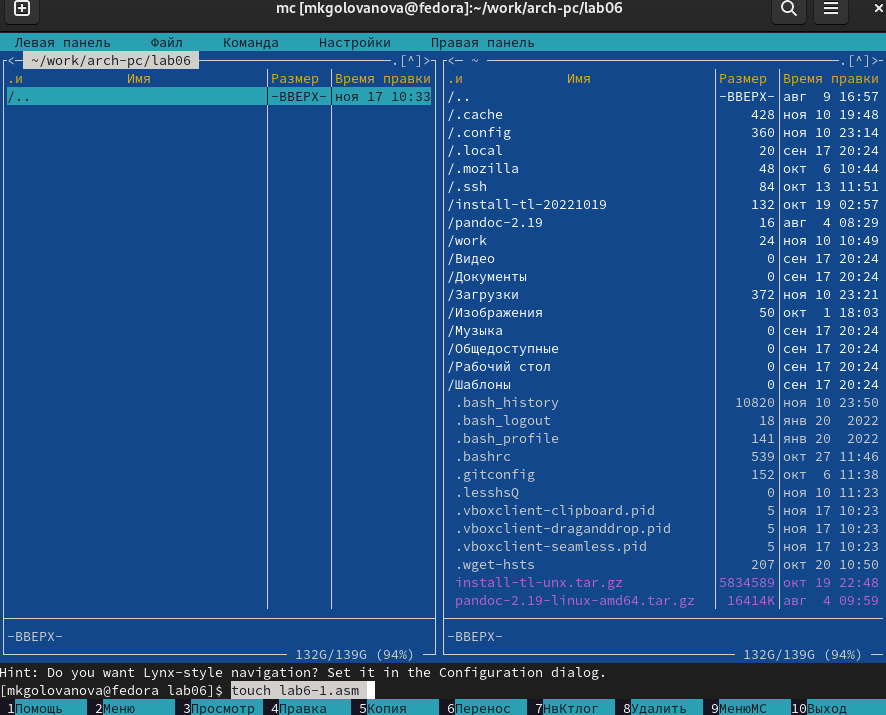 mc [mkgolovanova@fedora]:~/work/arch-pc/lab06
Левая панель Файл Команда Настройки Правая панель
<─ ~/work/arch-pc/lab06 .[^]> <─ ~ .[^]>
.и Имя Размер Время правки .и Имя Размер Время правки
/.. -ВВЕРХ- ноя 17 10:33 /.. -ВВЕРХ- авг 9 16:57
/.cache 428 ноя 10 19:48
/.config 360 ноя 10 23:14
/.local 20 сен 17 20:24
/.mozilla 48 окт 6 10:44
/.ssh 84 окт 13 11:51
/install-tl-20221019 132 окт 19 02:57
/pandoc-2.19 16 авг 4 08:29
/work 24 ноя 10 10:49
/Видео 0 сен 17 20:24
/Документы 0 сен 17 20:24
/Загрузки 372 ноя 10 23:21
/Изображения 50 окт 1 18:03
/Музыка 0 сен 17 20:24
/Общедоступные 0 сен 17 20:24
/Рабочий стол 0 сен 17 20:24
/Шаблоны 0 сен 17 20:24
.bash_history 10820 ноя 10 23:50
.bash_logout 18 янв 20 2022
.bash_profile 141 янв 20 2022
.bashrc 539 окт 27 11:46
.gitconfig 152 окт 6 11:38
.lesshsQ 0 ноя 10 11:23
.vboxclient-clipboard.pid 5 ноя 17 10:23
.vboxclient-draganddrop.pid 5 ноя 17 10:23
.vboxclient-seamless.pid 5 ноя 17 10:23
.wget-hsts 207 окт 20 10:50
install-tl-unx.tar.gz 5834589 окт 19 22:48
pandoc-2.19-linux-amd64.tar.gz 16414K авг 4 09:59
-ВВЕРХ- -ВВЕРХ-
132G/139G (94%) 132G/139G (94%)
Hint: Do you want Lynx-style navigation? Set it in the Configuration dialog.
[mkgolovanova@fedora lab06]$ touch lab6-1.asm
1Помощь 2Меню 3Просмотр 4Правка 5Копия 6Перенос 7НвКтлог 8Удалить 9МенюМС 10Выход